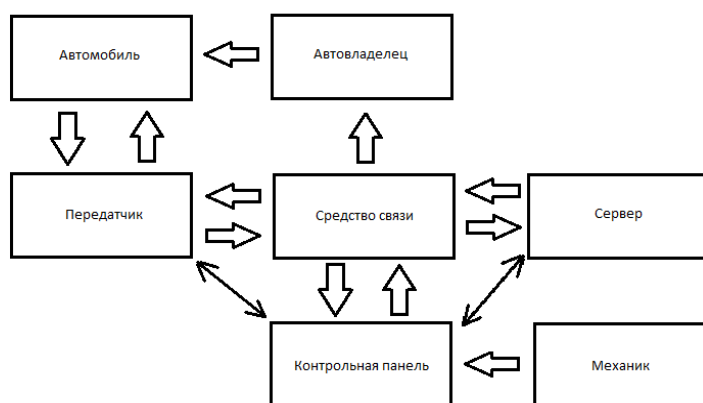 Автомобиль
Автовладелец
Передатчик
Средство связи
Сервер
Контрольная панель
Механик